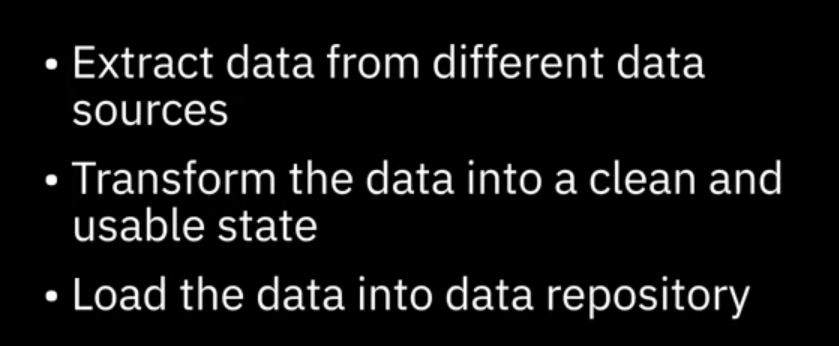 • Extract data from different data
sources
• Transform the data into a clean and
usable state
• Load the data into data repository